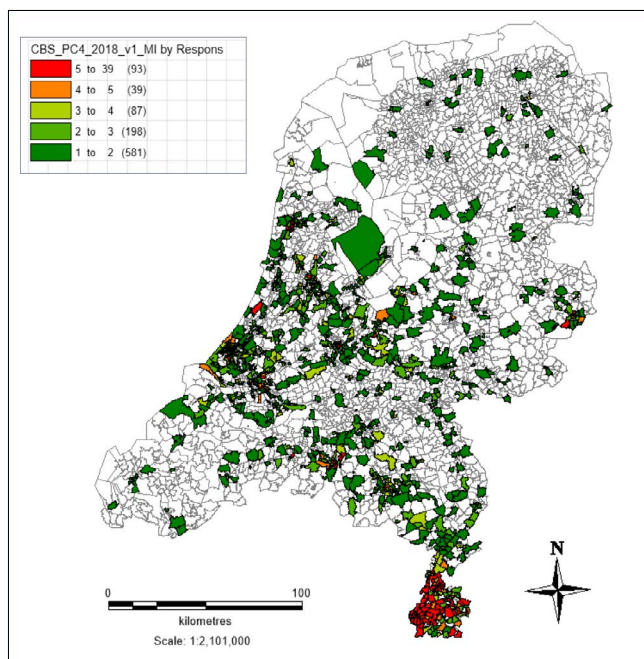 CBS_PC4_2018_v1_MI by Respons
5 to 39 (93)
4 to 5 (39)
3 to 4 (87)
2 to 3 (198)
1 to 2 (581)
N
0 100
kilometres
Scale: 1:2,101,000